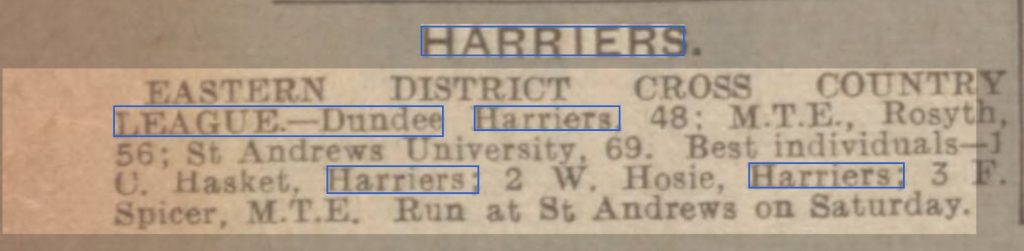 HARRIERS.
EASTERN DISTRICT CROSS COUNTRY
LEAGUE.—Dundee Harriers, 48; M.T.E., Rosyth,
56; St Andrews University, 69. Best individuals—1
C. Hasket, Harriers; 2 W. Hosie, Harriers; 3 F.
Spicer, M.T.E. Run at St Andrews on Saturday.